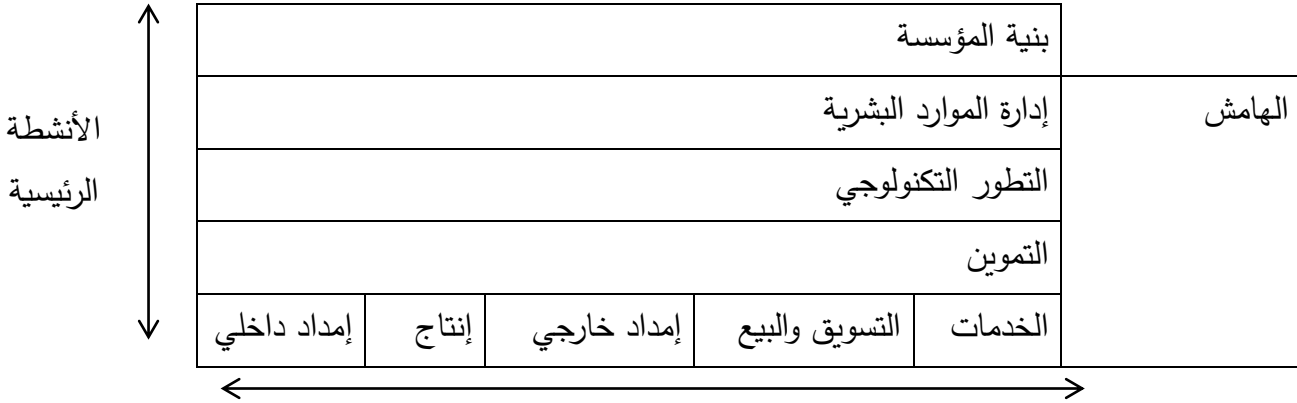 بنية المؤسسة
الهامش
إدارة الموارد البشرية
التطور التكنولوجي
التموين
الخدمات
التسويق والبيع
إمداد خارجي
إنتاج
إمداد داخلي
الأنشطة
الرئيسية